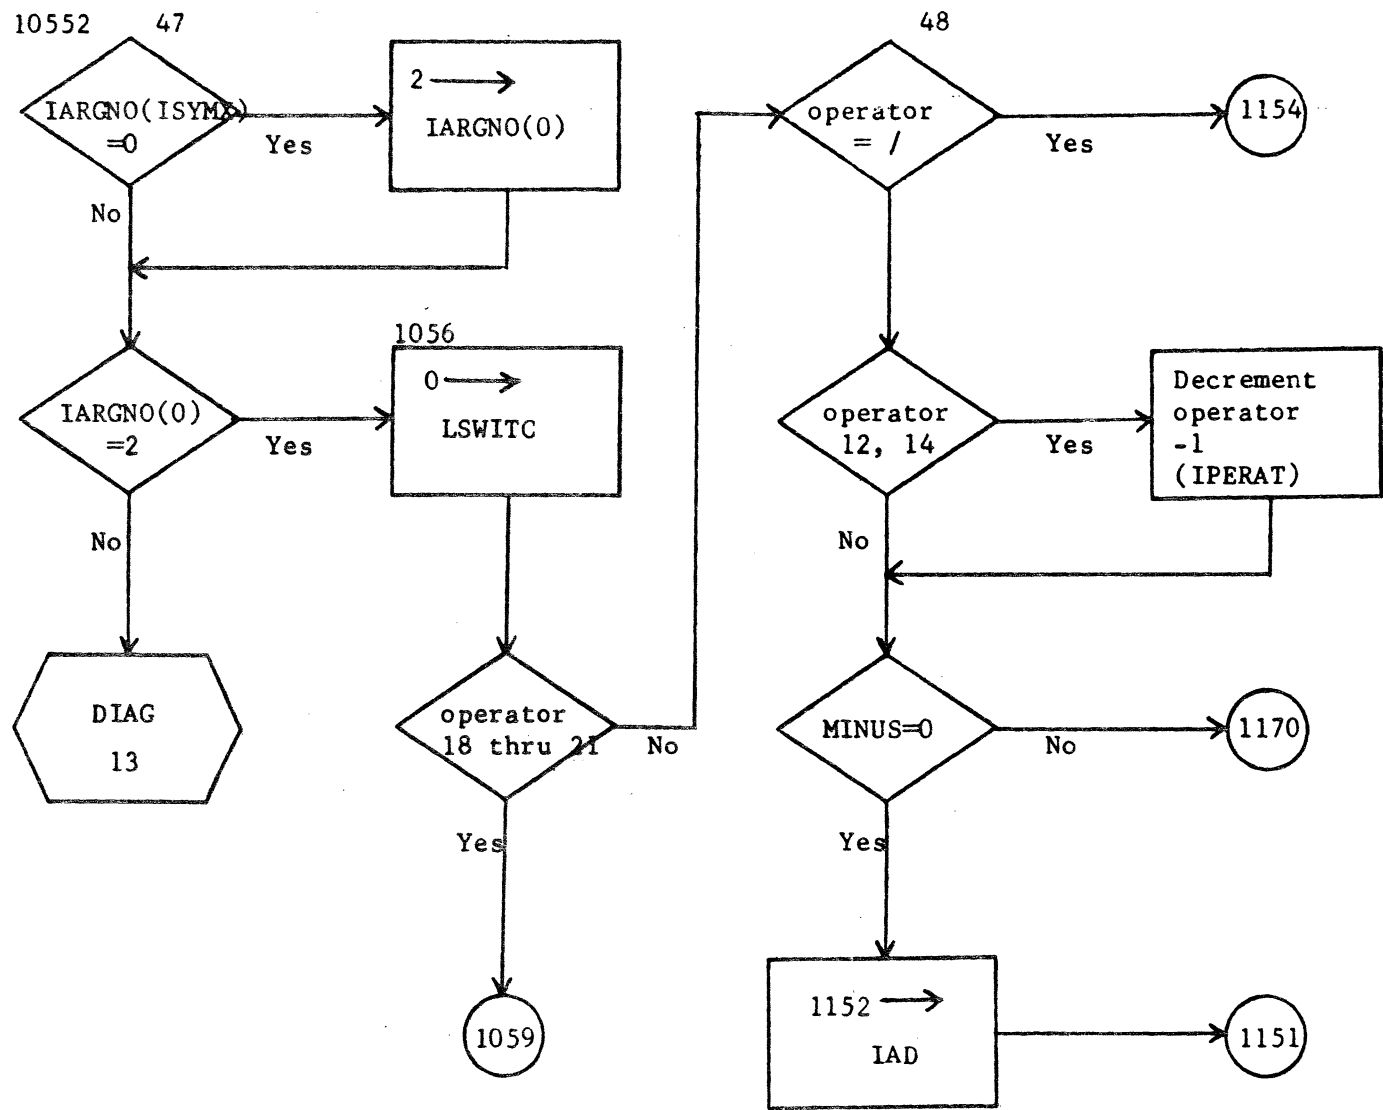 10552 47
IARGNO(ISYMX)
=0
Yes
No
2
IARGNO(0)
IARGNO(0)
=2
Yes
No
DIAG
13
1056
0
LSWITC
operator
18 thru 21
No
Yes
1059
48
operator
= /
Yes
1154
operator
12, 14
Yes
No
Decrement
operator
-1
(IPERAT)
MINUS=0
No
1170
Yes
1152
IAD
1151